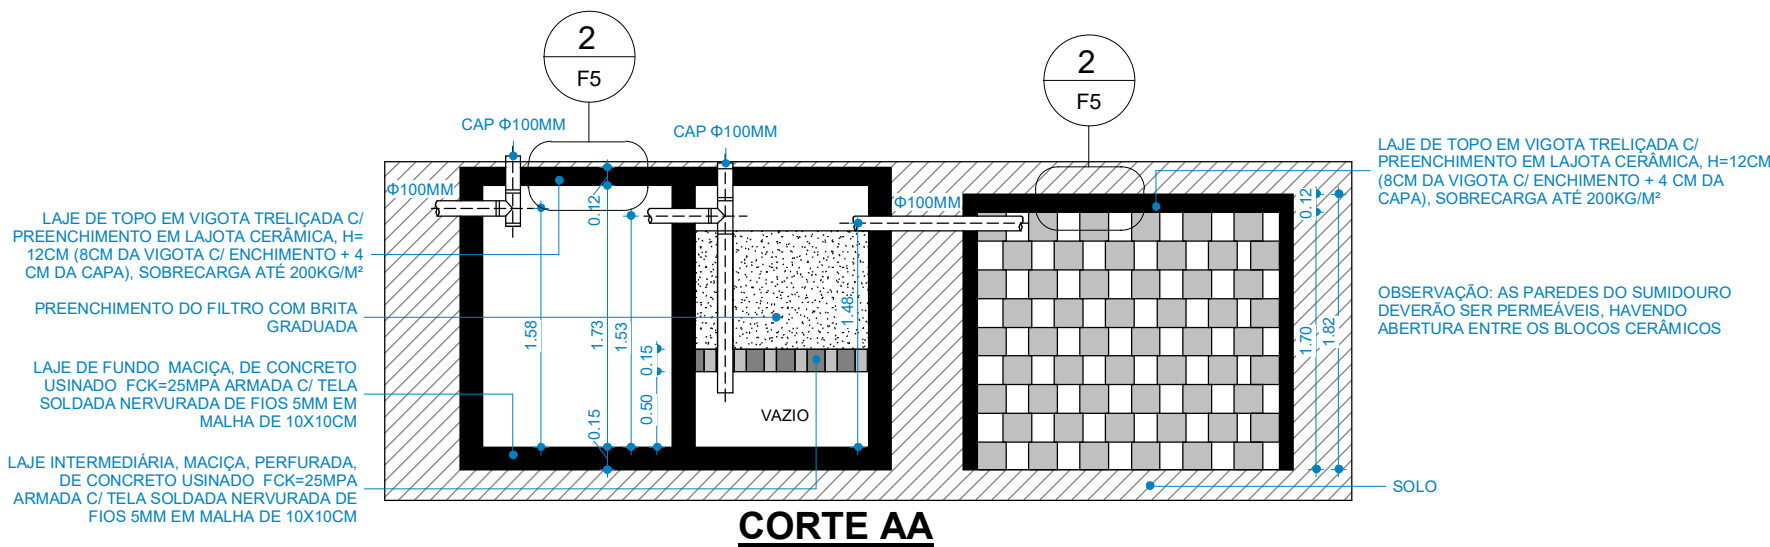 2
F5
2
F5
CAP Φ100MM
CAP Φ100MM
Φ100MM
Φ100MM
LAJE DE TOPO EM VIGOTA TRELIÇADA C/
PREENCHIMENTO EM LAJOTA CERÂMICA, H=
12CM (8CM DA VIGOTA C/ ENCHIMENTO + 4
CM DA CAPA), SOBRECARGA ATÉ 200KG/M²
PREENCHIMENTO DO FILTRO COM BRITA
GRADUADA
LAJE DE FUNDO MACIÇA, DE CONCRETO
USINADO FCK=25MPA ARMADA C/ TELA
SOLDADA NERVURADA DE FIOS 5MM EM
MALHA DE 10X10CM
LAJE INTERMEDIÁRIA, MACIÇA, PERFURADA,
DE CONCRETO USINADO FCK=25MPA
ARMADA C/ TELA SOLDADA NERVURADA DE
FIOS 5MM EM MALHA DE 10X10CM
1.58
0.12
1.73
0.15
1.53
0.15
0.50
VAZIO
1.48
LAJE DE TOPO EM VIGOTA TRELIÇADA C/
PREENCHIMENTO EM LAJOTA CERÂMICA, H=12CM
(8CM DA VIGOTA C/ ENCHIMENTO + 4 CM DA
CAPA), SOBRECARGA ATÉ 200KG/M²
0.12
1.70
1.82
OBSERVAÇÃO: AS PAREDES DO SUMIDOURO
DEVERÃO SER PERMEÁVEIS, HAVENDO
ABERTURA ENTRE OS BLOCOS CERÂMICOS
SOLO
CORTE AA